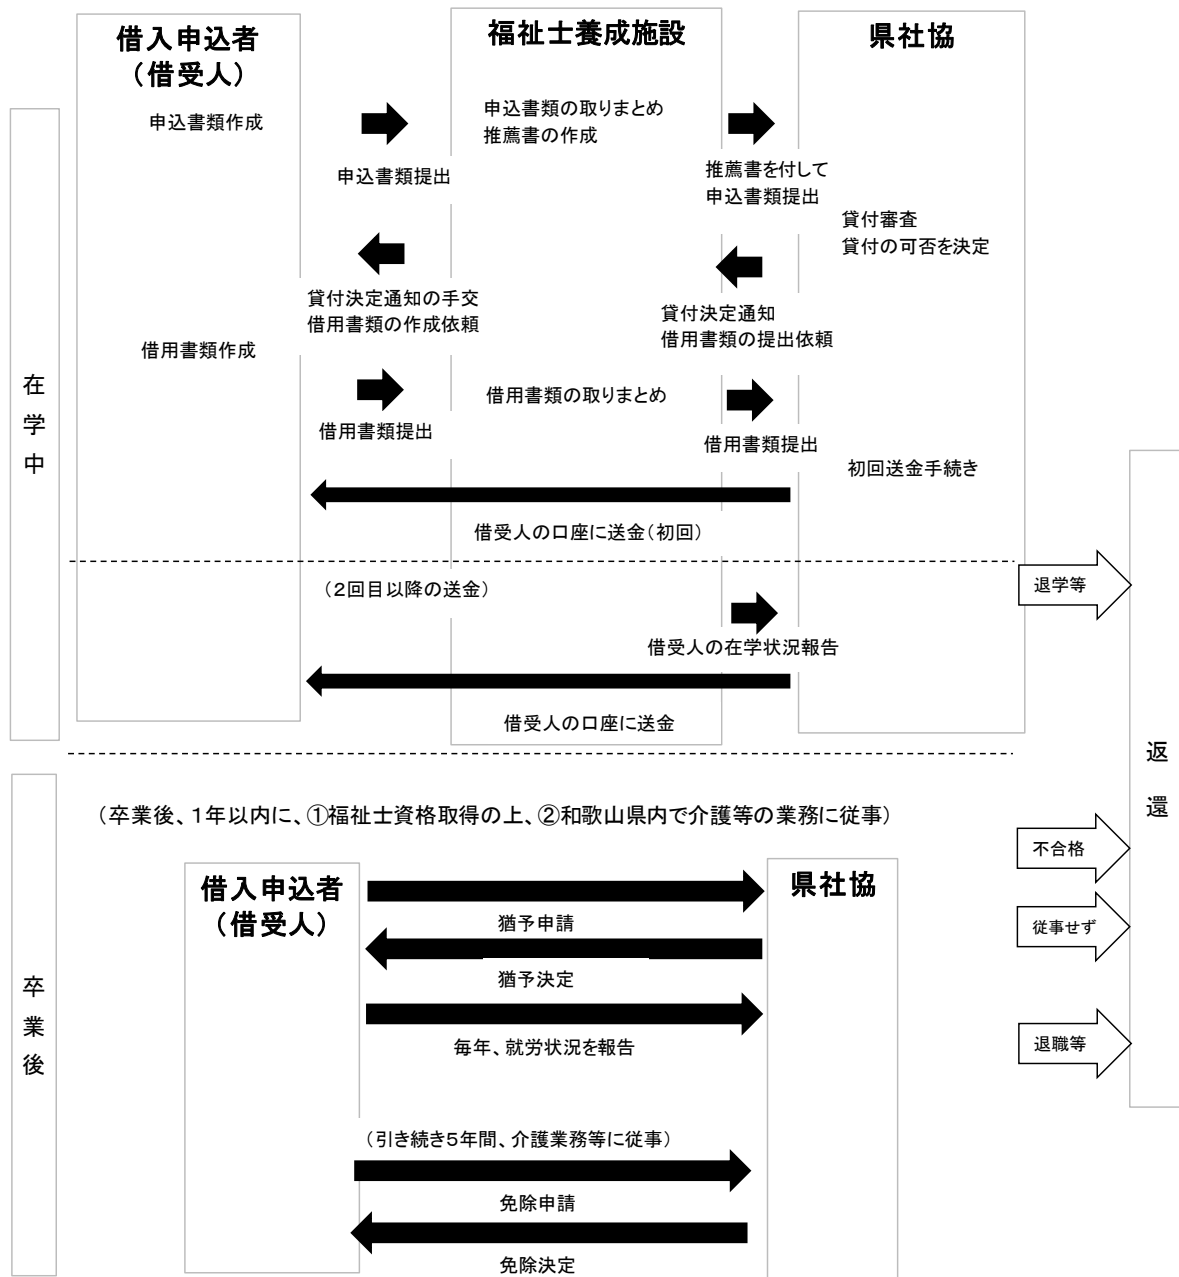 借入申込者
（借受人）
福祉士養成施設
県社協
在学中
申込書類作成
申込書類の取りまとめ
推薦書の作成
申込書類提出
推薦書を付して
申込書類提出
貸付審査
貸付の可否を決定
貸付決定通知の手交
借用書類の作成依頼
貸付決定通知
借用書類の提出依頼
借用書類作成
借用書類の取りまとめ
借用書類提出
借用書類提出
初回送金手続き
借受人の口座に送金（初回）
（２回目以降の送金）
退学等
借受人の在学状況報告
借受人の口座に送金
返還
卒業後
（卒業後、１年以内に、①福祉士資格取得の上、②和歌山県内で介護等の業務に従事）
不合格
借入申込者
（借受人）
県社協
猶予申請
従事せず
猶予決定
毎年、就労状況を報告
退職等
（引き続き５年間、介護業務等に従事）
免除申請
免除決定